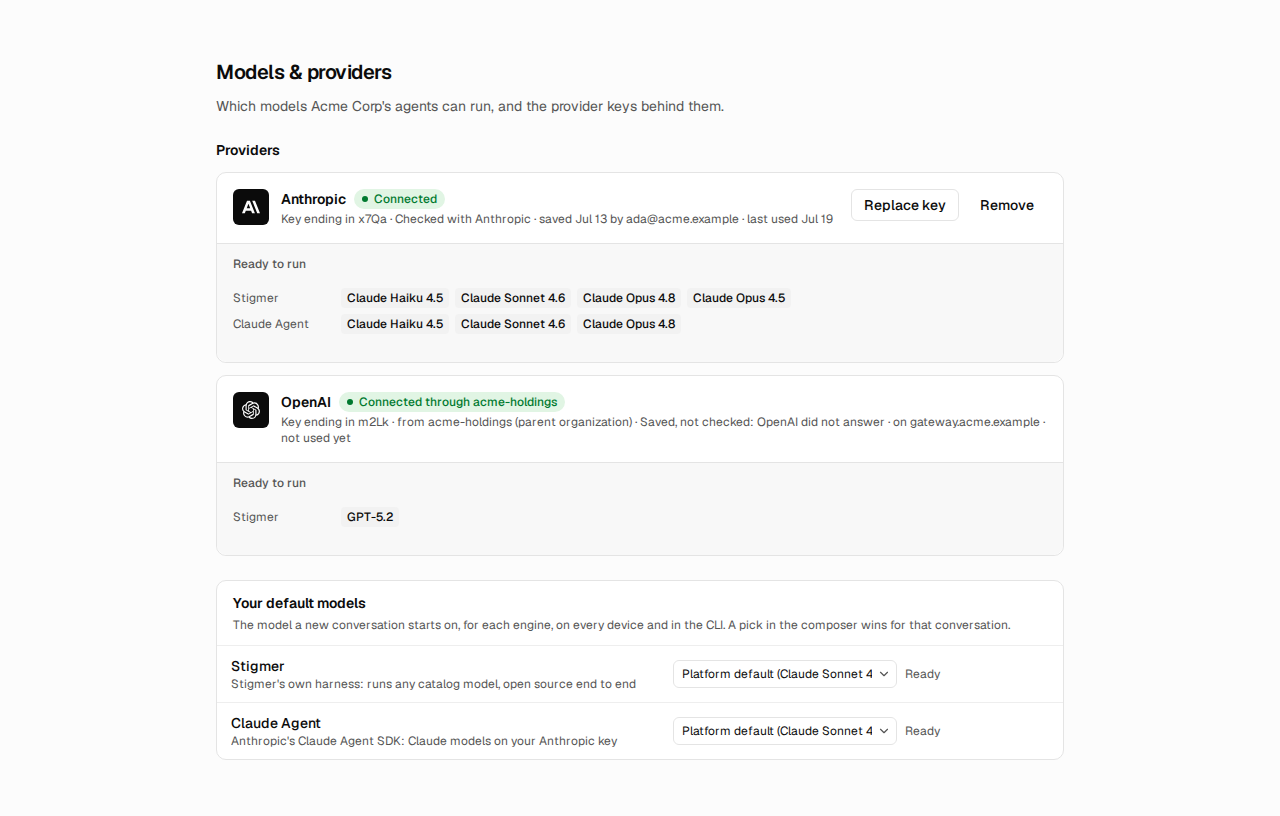 Models & providers
Which models Acme Corp's agents can run, and the provider keys behind them.
Providers
Anthropic Connected
Key ending in x7Qa · Checked with Anthropic · saved Jul 13 by ada@acme.example · last used Jul 19
Replace key Remove
Ready to run
Stigmer Claude Haiku 4.5 Claude Sonnet 4.6 Claude Opus 4.8 Claude Opus 4.5
Claude Agent Claude Haiku 4.5 Claude Sonnet 4.6 Claude Opus 4.8
OpenAI Connected through acme-holdings
Key ending in m2Lk · from acme-holdings (parent organization) · Saved, not checked: OpenAI did not answer · on gateway.acme.example ·
not used yet
Ready to run
Stigmer GPT-5.2
Your default models
The model a new conversation starts on, for each engine, on every device and in the CLI. A pick in the composer wins for that conversation.
Stigmer
Stigmer's own harness: runs any catalog model, open source end to end
Platform default (Claude Sonnet 4 Ready
Claude Agent
Anthropic's Claude Agent SDK: Claude models on your Anthropic key
Platform default (Claude Sonnet 4 Ready